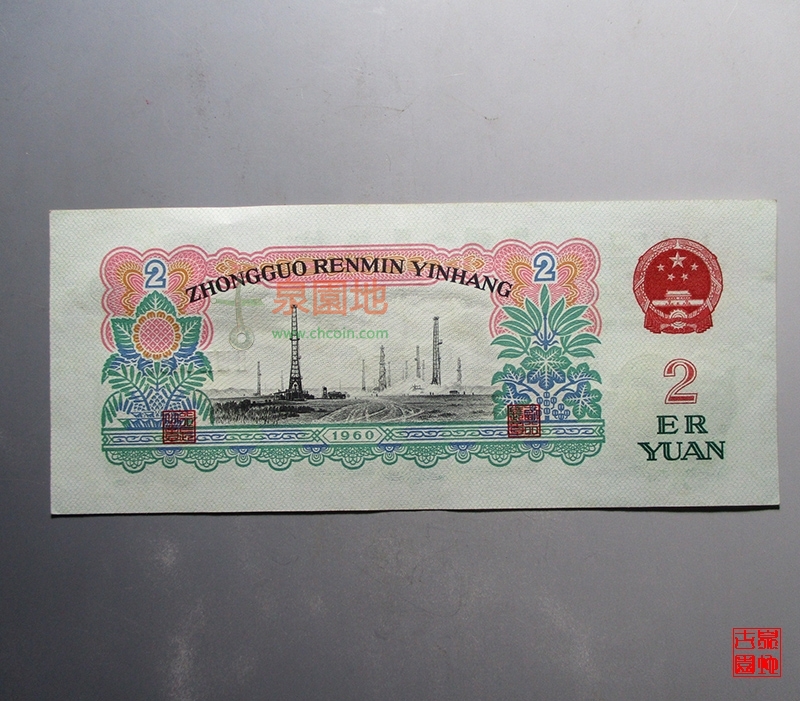 2
2
ZHONGGUO RENMIN YINHANG
泉園地
www.chcoin.com
1960
2
ER
YUAN